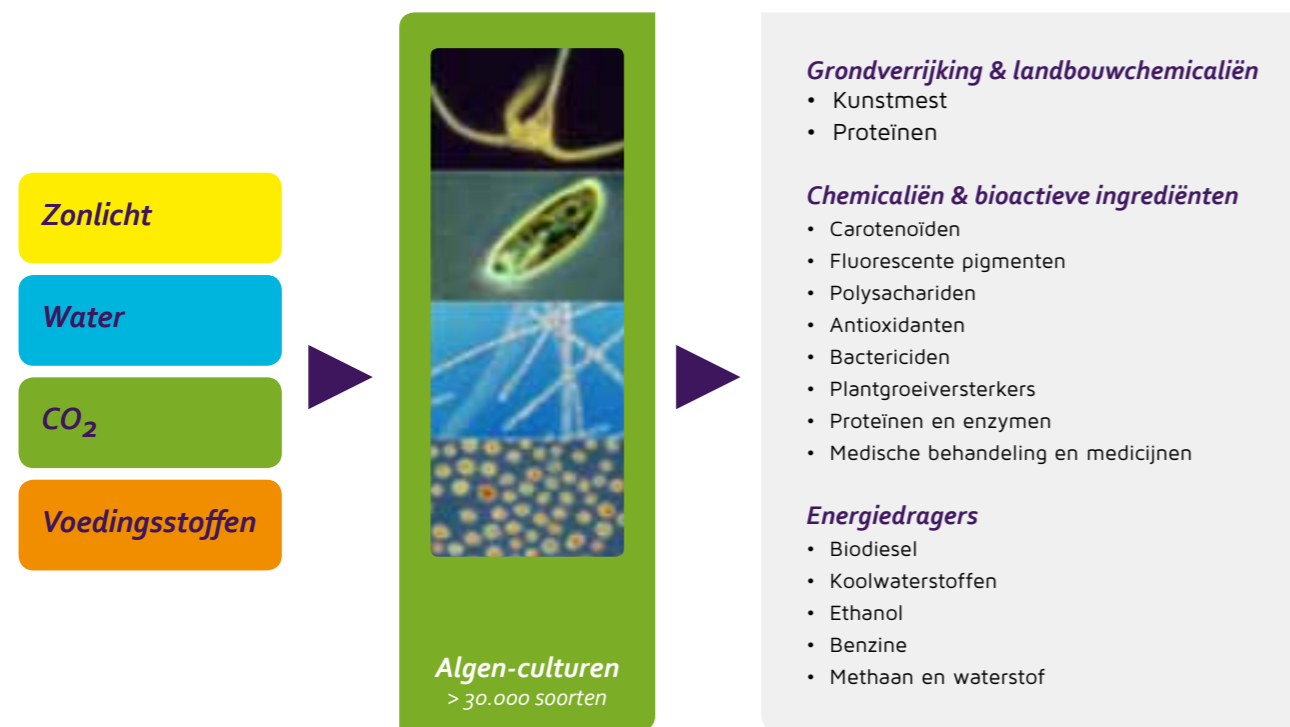 Zonlicht
Water
CO₂
Voedingsstoffen
Algen-culturen
> 30.000 soorten
Grondverrijking & landbouwchemicaliën
• Kunstmest
• Proteïnen
Chemicaliën & bioactieve ingrediënten
• Carotenoïden
• Fluorescente pigmenten
• Polysachariden
• Antioxidanten
• Bactericiden
• Plantgroeiversterkers
• Proteïnen en enzymen
• Medische behandeling en medicijnen
Energiedragers
• Biodiesel
• Koolwaterstoffen
• Ethanol
• Benzine
• Methaan en waterstof